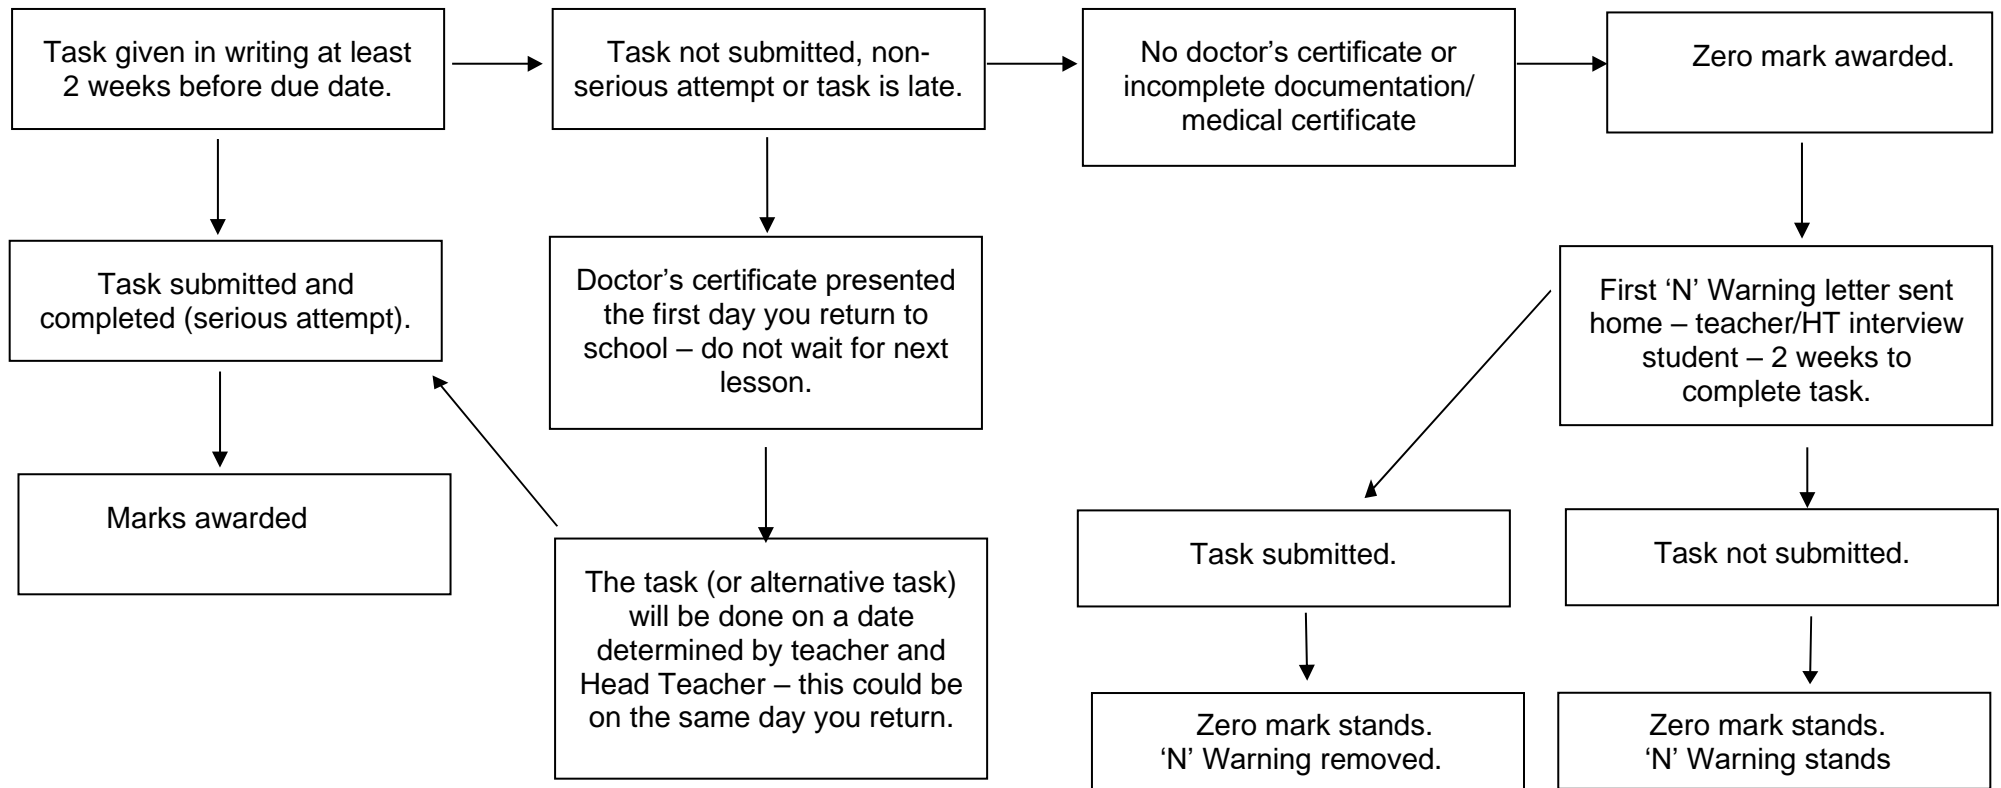 Task given in writing at least
2 weeks before due date.
Task not submitted, non-
serious attempt or task is late.
No doctor’s certificate or
incomplete documentation/
medical certificate
Zero mark awarded.
Task submitted and
completed (serious attempt).
Doctor’s certificate presented
the first day you return to
school – do not wait for next
lesson.
First ‘N’ Warning letter sent
home – teacher/HT interview
student – 2 weeks to
complete task.
Marks awarded
The task (or alternative task)
will be done on a date
determined by teacher and
Head Teacher – this could be
on the same day you return.
Task submitted.
Task not submitted.
Zero mark stands.
‘N’ Warning removed.
Zero mark stands.
‘N’ Warning stands